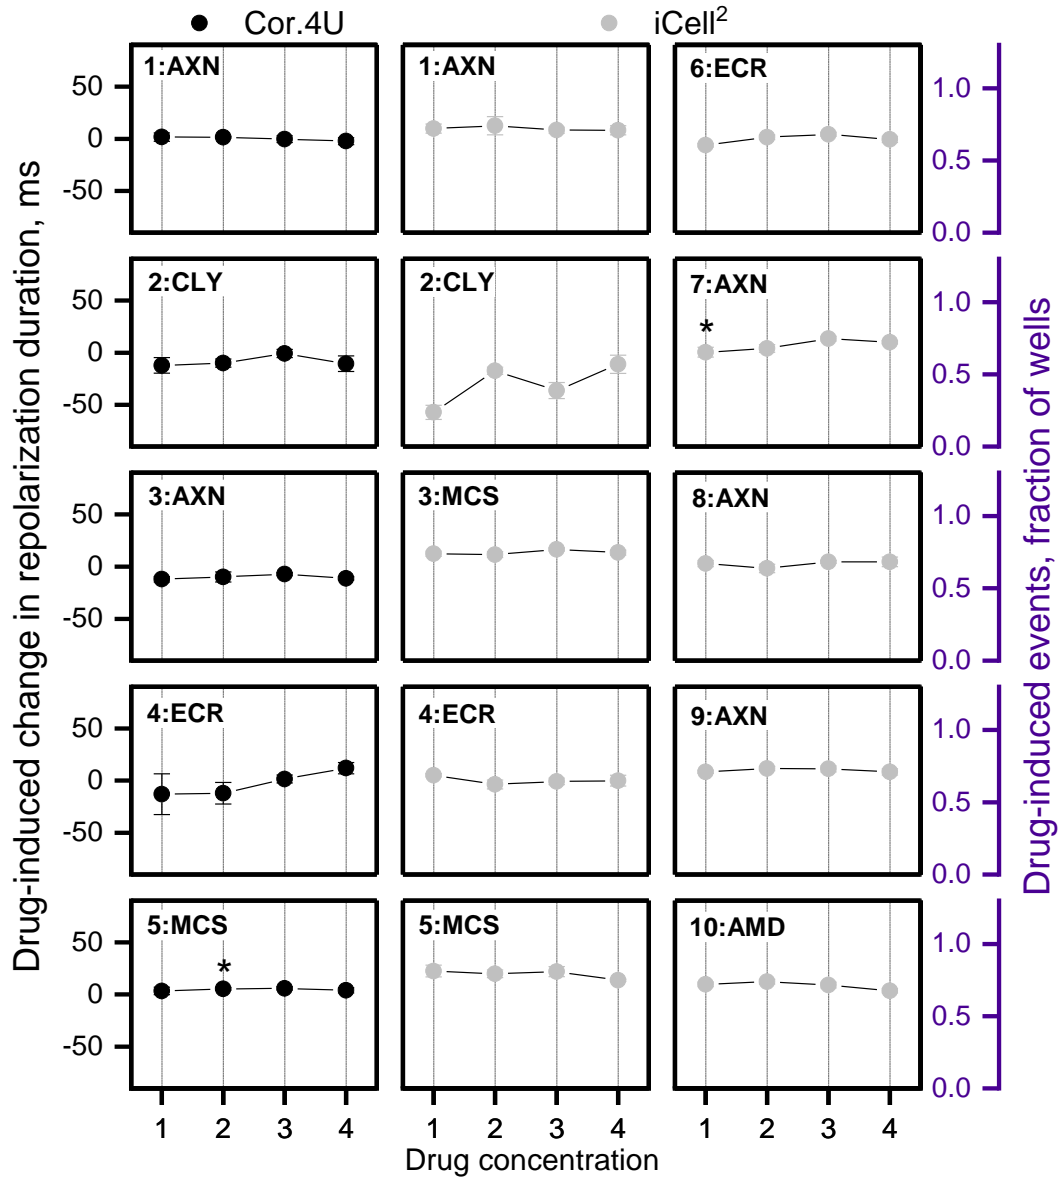 Cor.4U
iCell²
Drug-induced change in repolarization duration, ms
Drug-induced events, fraction of wells
1:AXN
1:AXN
6:ECR
50
0
-50
1.0
0.5
0.0
2:CLY
2:CLY
7:AXN
*
50
0
-50
1.0
0.5
0.0
3:AXN
3:MCS
8:AXN
50
0
-50
1.0
0.5
0.0
4:ECR
4:ECR
9:AXN
50
0
-50
1.0
0.5
0.0
5:MCS
5:MCS
10:AMD
*
50
0
-50
1.0
0.5
0.0
1 2 3 4
1 2 3 4
1 2 3 4
Drug concentration